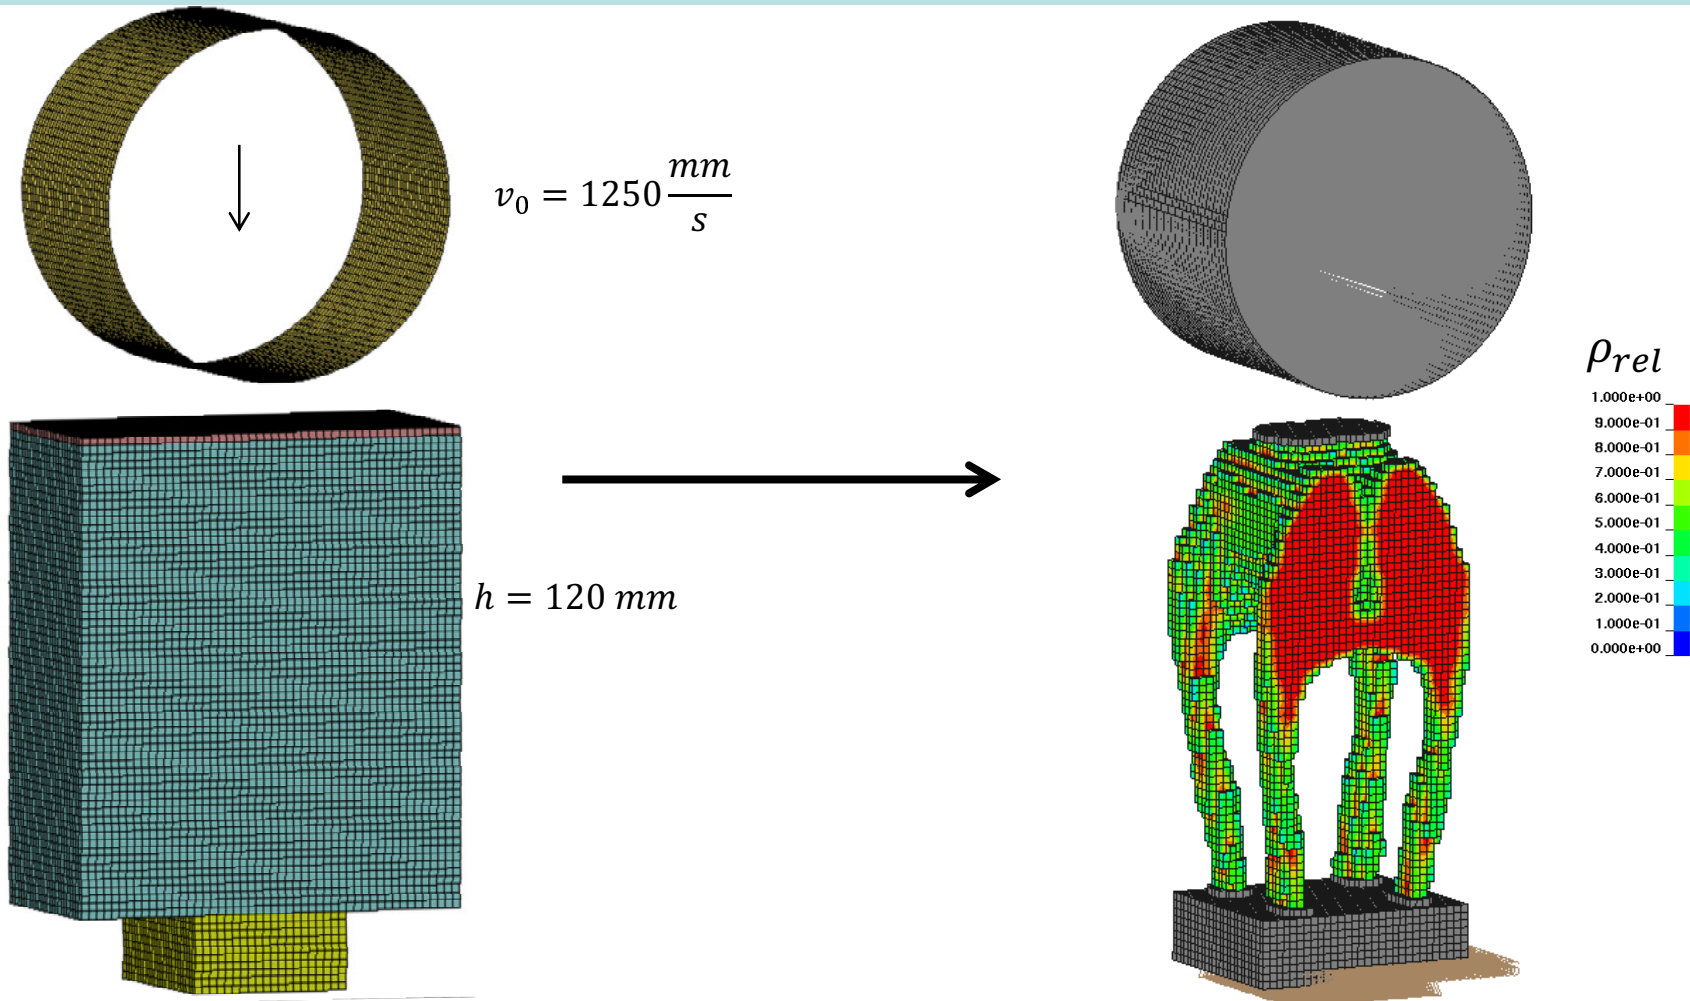 v₀ = 1250 mm/s
h = 120 mm
ρ_rel
1.000e+00
9.000e-01
8.000e-01
7.000e-01
6.000e-01
5.000e-01
4.000e-01
3.000e-01
2.000e-01
1.000e-01
0.000e+00